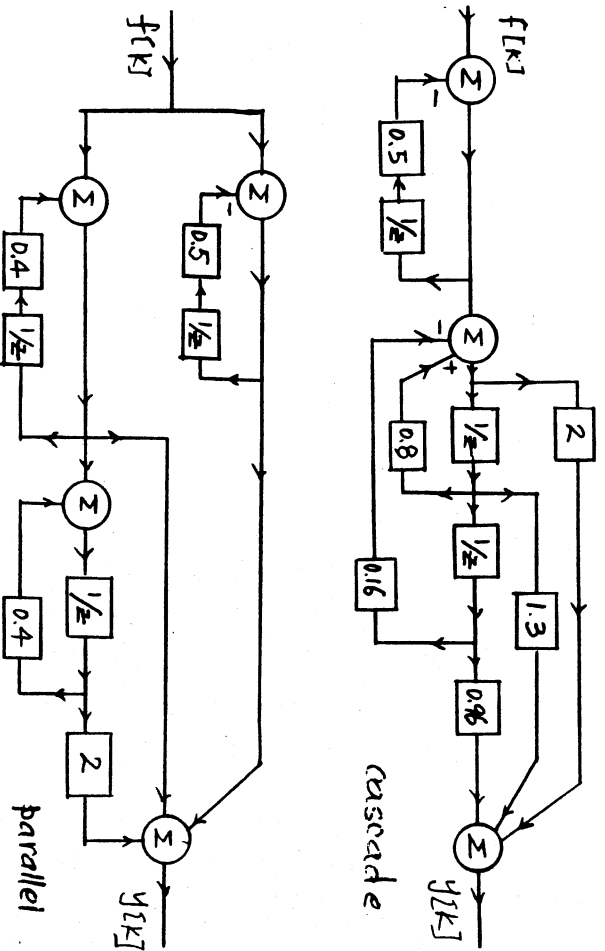 f[k]
Σ
−
0.5
1/z
Σ
−
+
1/z
0.8
1/z
0.16
2
1.3
0.96
Σ
y[k]
cascade
f[k]
Σ
−
0.5
1/z
Σ
0.4
1/z
Σ
1/z
0.4
2
Σ
y[k]
parallel